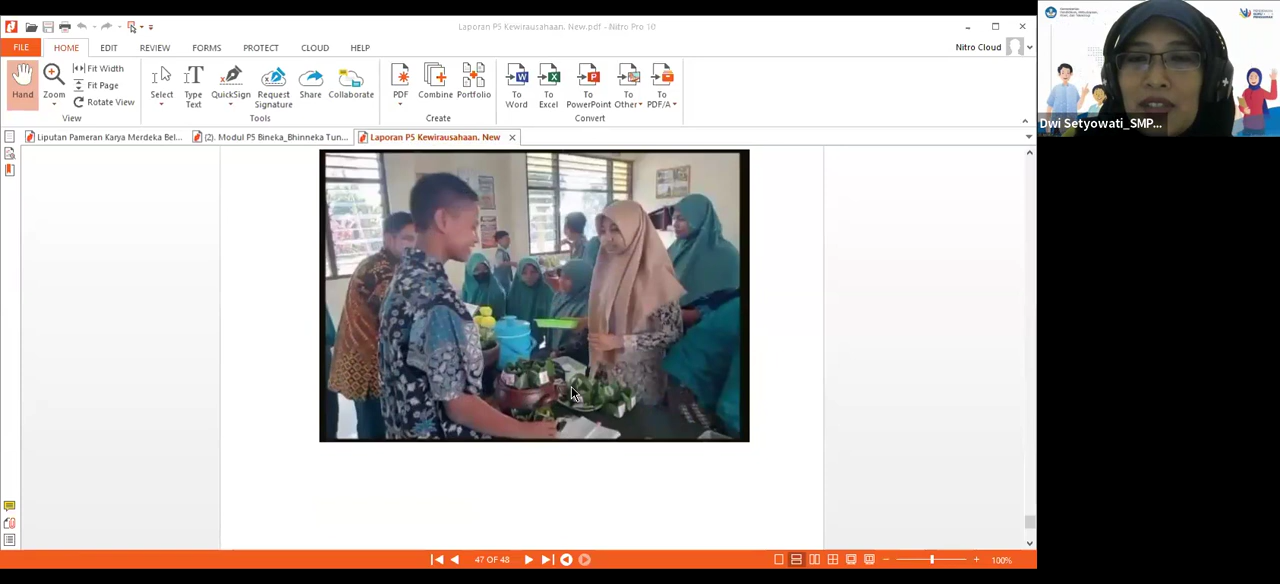 Laporan P5 Kewirausahaan. New.pdf - Nitro Pro 10
FILE HOME EDIT REVIEW FORMS PROTECT CLOUD HELP
Nitro Cloud
Hand
Zoom
Fit Width
Fit Page
Rotate View
View
Select
Type Text
QuickSign
Request Signature
Share
Collaborate
Tools
PDF
Combine
Portfolio
Create
To Word
To Excel
To PowerPoint
To Other
To PDF/A
Convert
Liputan Pameran Karya Merdeka Bel...
(2). Modul P5 Bineka_Bhinneka Tun...
Laporan P5 Kewirausahaan. New
47 OF 48
100%
Dwi Setyowati_SMP...